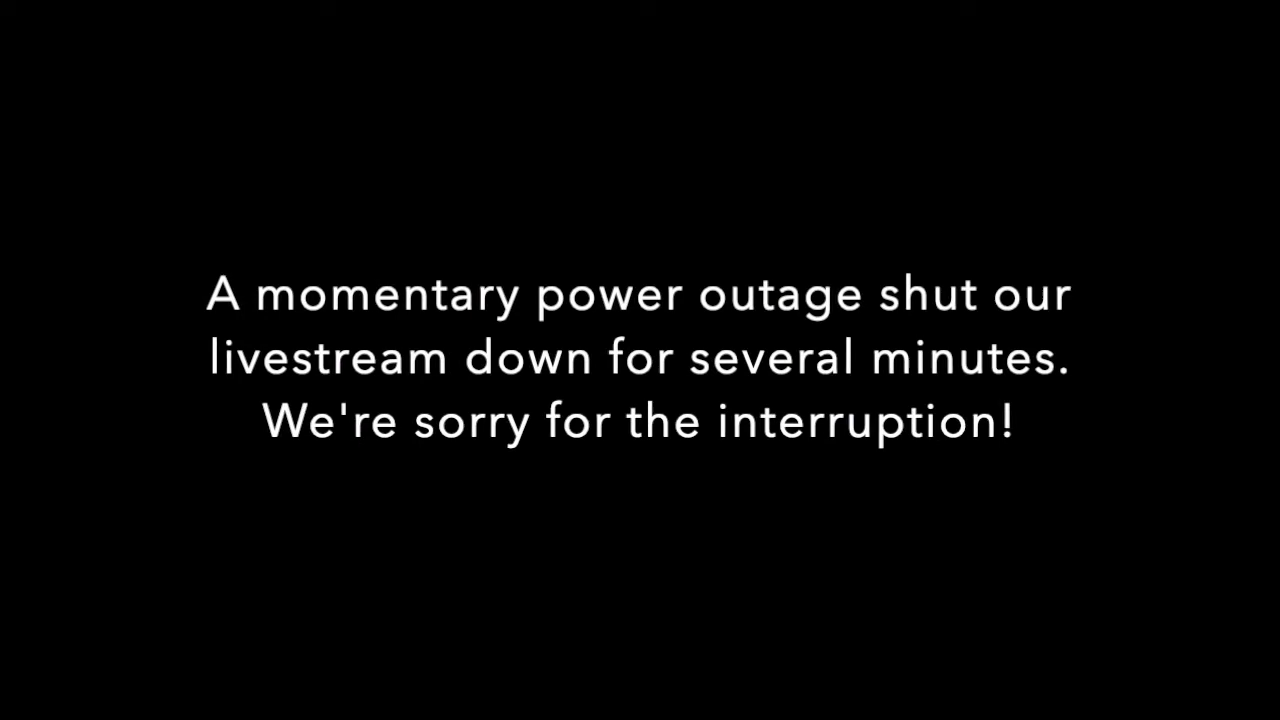 A momentary power outage shut our
livestream down for several minutes.
We're sorry for the interruption!